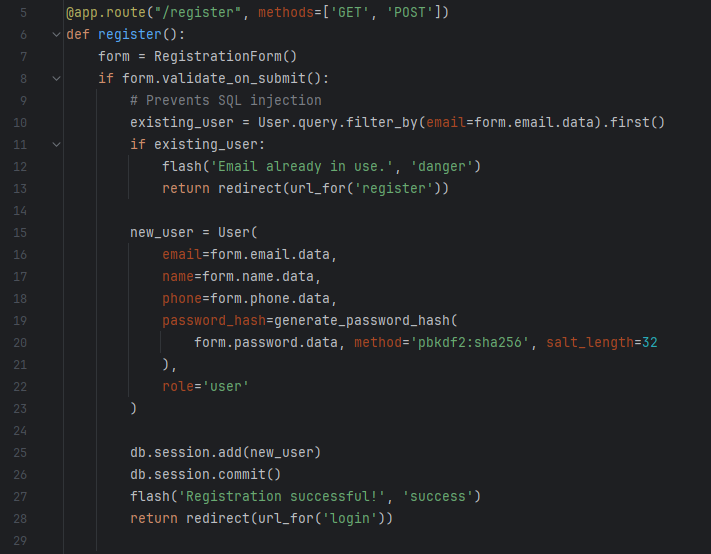 5 @app.route("/register", methods=['GET', 'POST'])
6 def register():
7     form = RegistrationForm()
8     if form.validate_on_submit():
9         # Prevents SQL injection
10         existing_user = User.query.filter_by(email=form.email.data).first()
11         if existing_user:
12             flash('Email already in use.', 'danger')
13             return redirect(url_for('register'))
14
15         new_user = User(
16             email=form.email.data,
17             name=form.name.data,
18             phone=form.phone.data,
19             password_hash=generate_password_hash(
20                 form.password.data, method='pbkdf2:sha256', salt_length=32
21             ),
22             role='user'
23         )
24
25         db.session.add(new_user)
26         db.session.commit()
27         flash('Registration successful!', 'success')
28         return redirect(url_for('login'))
29